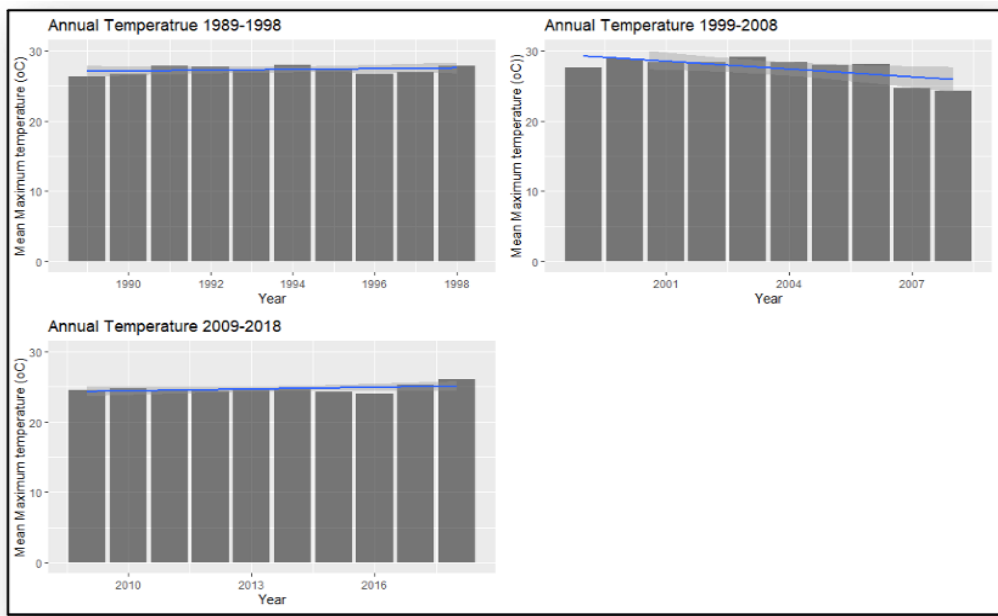 Annual Temperatrue 1989-1998
Mean Maximum temperature (oC)
30
20
10
0
1990 1992 1994 1996 1998
Year
Annual Temperature 1999-2008
Mean Maximum temperature (oC))
30
20
10
0
2001 2004 2007
Year
Annual Temperature 2009-2018
Mean Maximum temperature (oC)
30
20
10
0
2010 2013 2016
Year